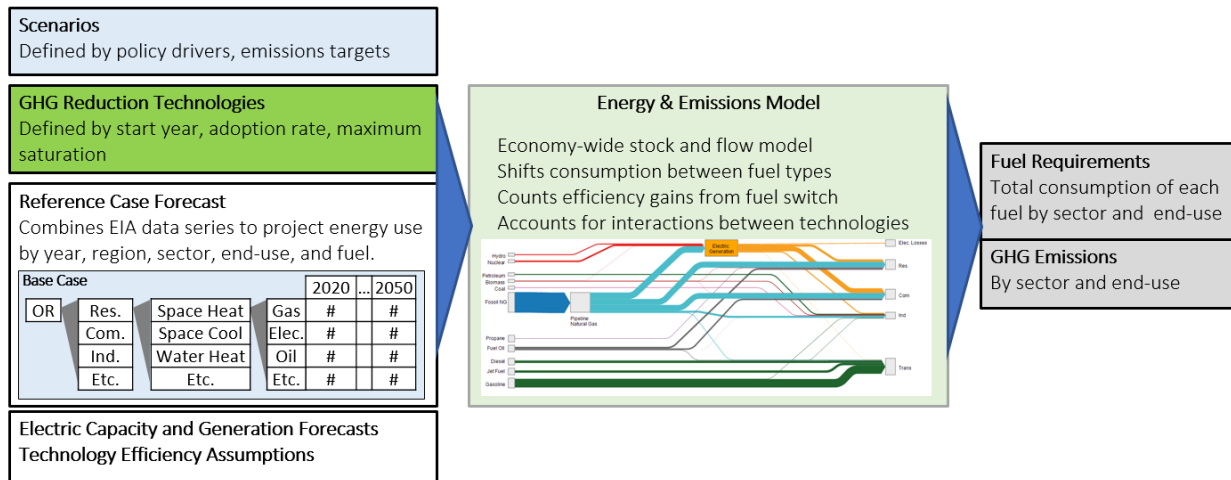 Scenarios
Defined by policy drivers, emissions targets
GHG Reduction Technologies
Defined by start year, adoption rate, maximum
saturation
Reference Case Forecast
Combines EIA data series to project energy use
by year, region, sector, end-use, and fuel.
Base Case
2020 ... 2050
OR Res. Space Heat Gas # #
Com. Space Cool Elec. # #
Ind. Water Heat Oil # #
Etc. Etc. Etc. # #
Electric Capacity and Generation Forecasts
Technology Efficiency Assumptions
Energy & Emissions Model
Economy-wide stock and flow model
Shifts consumption between fuel types
Counts efficiency gains from fuel switch
Accounts for interactions between technologies
Hydro
Nuclear
Petroleum
Biomass
Coal
Fossil NG
Propane
Fuel Oil
Diesel
Jet Fuel
Gasoline
Pipeline
Natural Gas
Electric
Generation
Elec. Losses
Res.
Com
Ind
Trans
Fuel Requirements
Total consumption of each
fuel by sector and end-use
GHG Emissions
By sector and end-use